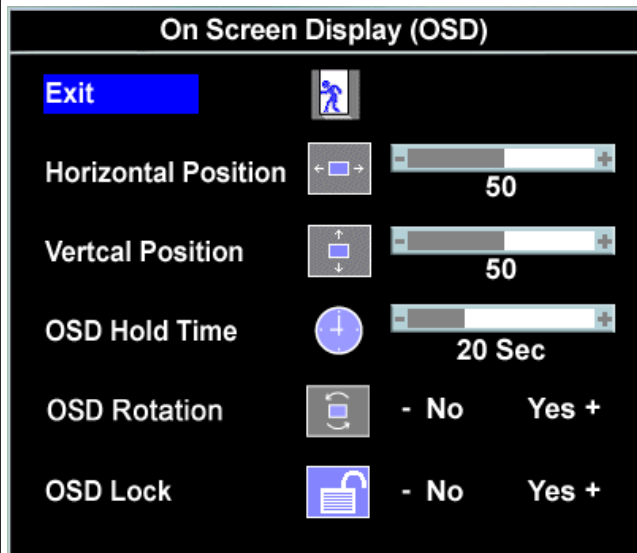 On Screen Display (OSD)
Exit
Horizontal Position
- +
50
Vertcal Position
- +
50
OSD Hold Time
- +
20 Sec
OSD Rotation - No Yes +
OSD Lock - No Yes +